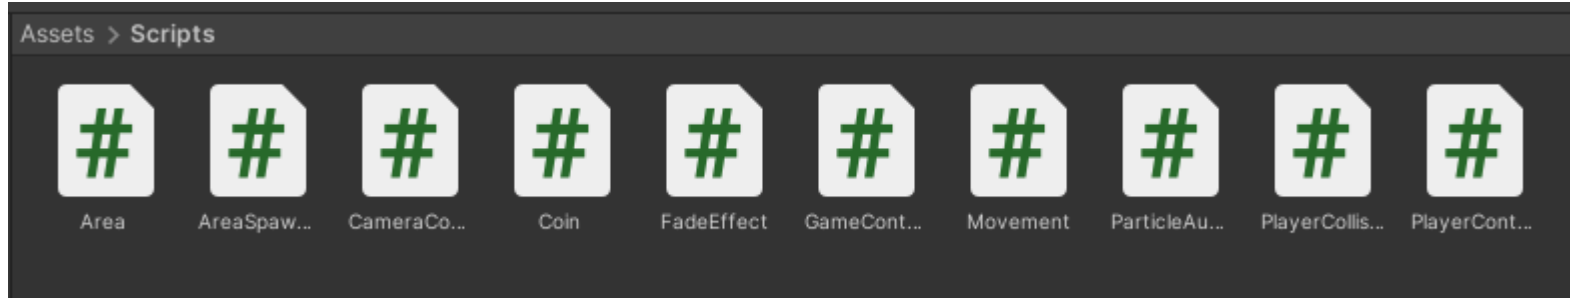 Assets > Scripts
Area AreaSpaw... CameraCo... Coin FadeEffect GameCont... Movement ParticleAu... PlayerCollis... PlayerCont...